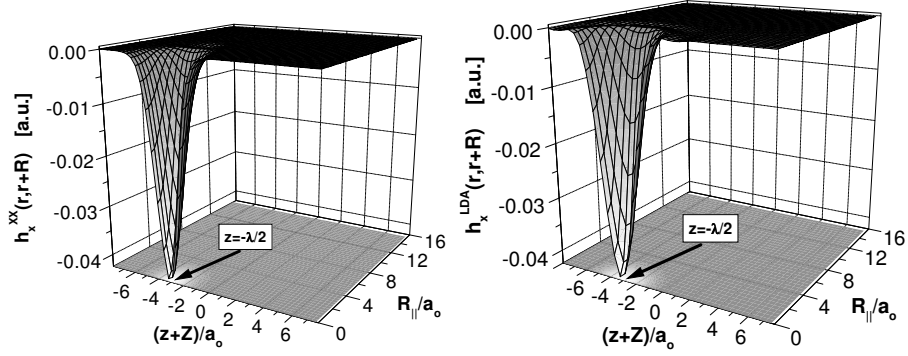 0.00
-0.01
-0.02
-0.03
-0.04
h_x^XX(r,r+R) [a.u.]
z=-λ/2
-6 -4 -2 0 2 4 6
(z+Z)/a_o
0 4 8 12 16
R_||/a_o
0.00
-0.01
-0.02
-0.03
-0.04
h_x^LDA(r,r+R) [a.u.]
z=-λ/2
-6 -4 -2 0 2 4 6
(z+Z)/a_o
0 4 8 12 16
R_||/a_o